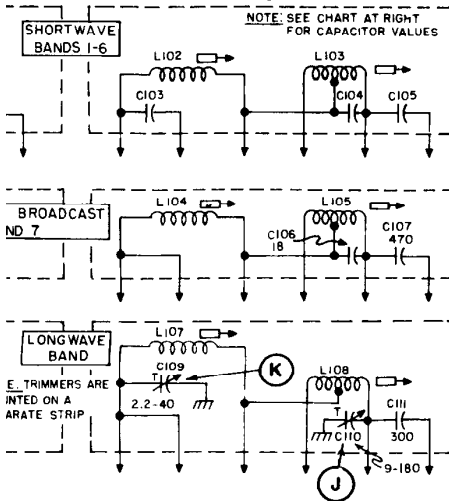 NOTE: SEE CHART AT RIGHT
FOR CAPACITOR VALUES
SHORTWAVE
BANDS 1-6
L102
L103
C103
C104
C105
BROADCAST
ND 7
L104
L105
C106
18
C107
470
LONGWAVE
BAND
L107
T
C109
K
2.2-40
E. TRIMMERS ARE
NTED ON A
ARATE STRIP
L108
T
C110
C111
300
J
9-180